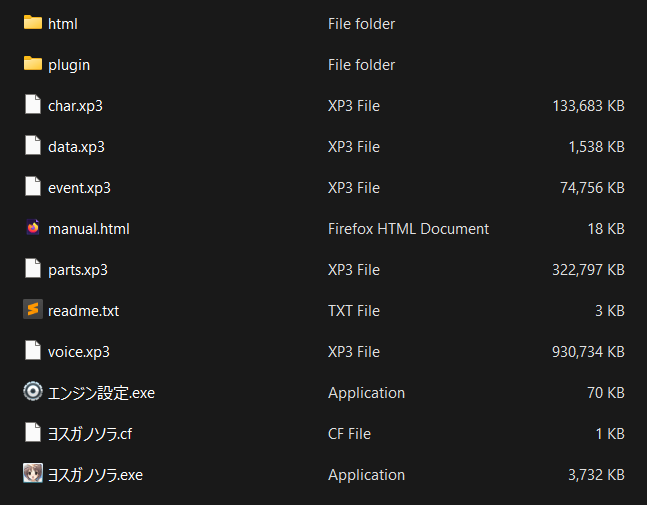 html File folder
plugin File folder
char.xp3 XP3 File 133,683 KB
data.xp3 XP3 File 1,538 KB
event.xp3 XP3 File 74,756 KB
manual.html Firefox HTML Document 18 KB
parts.xp3 XP3 File 322,797 KB
readme.txt TXT File 3 KB
voice.xp3 XP3 File 930,734 KB
エンジン設定.exe Application 70 KB
ヨスガノソラ.cf CF File 1 KB
ヨスガノソラ.exe Application 3,732 KB